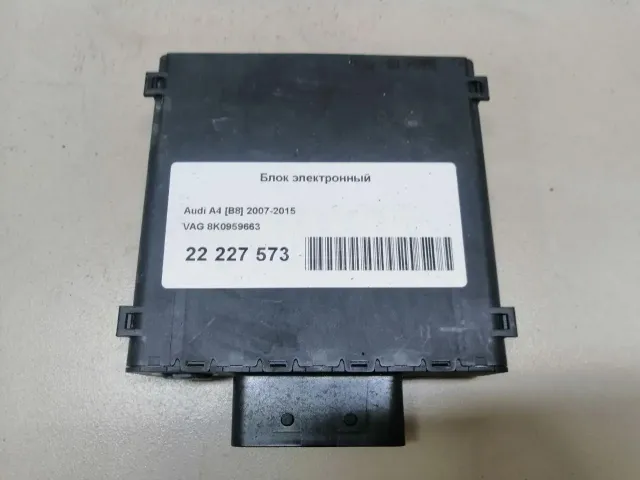 Блок электронный
Audi A4 [B8] 2007-2015
VAG 8K0959663
22 227 573